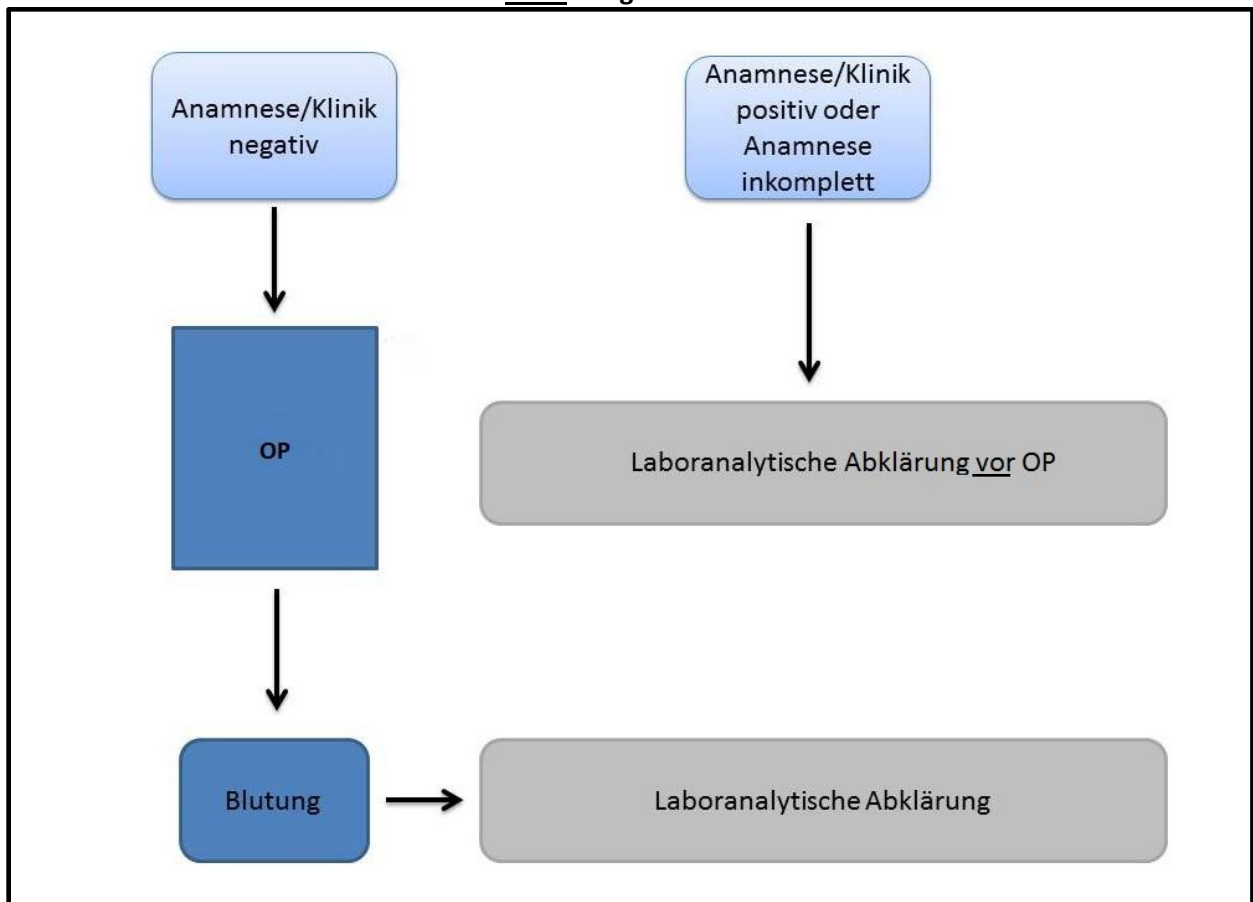 Anamnese/Klinik
negativ
Anamnese/Klinik
positiv oder
Anamnese
inkomplett
OP
Laboranalytische Abklärung vor OP
Blutung
Laboranalytische Abklärung